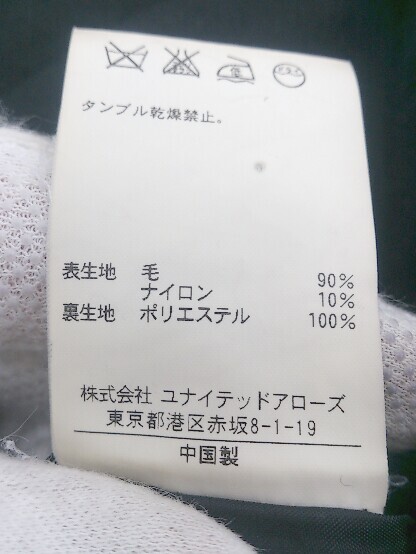 タンブル乾燥禁止。
表生地 毛 90%
ナイロン 10%
裏生地 ポリエステル 100%
株式会社 ユナイテッドアローズ
東京都港区赤坂8-1-19
中国製